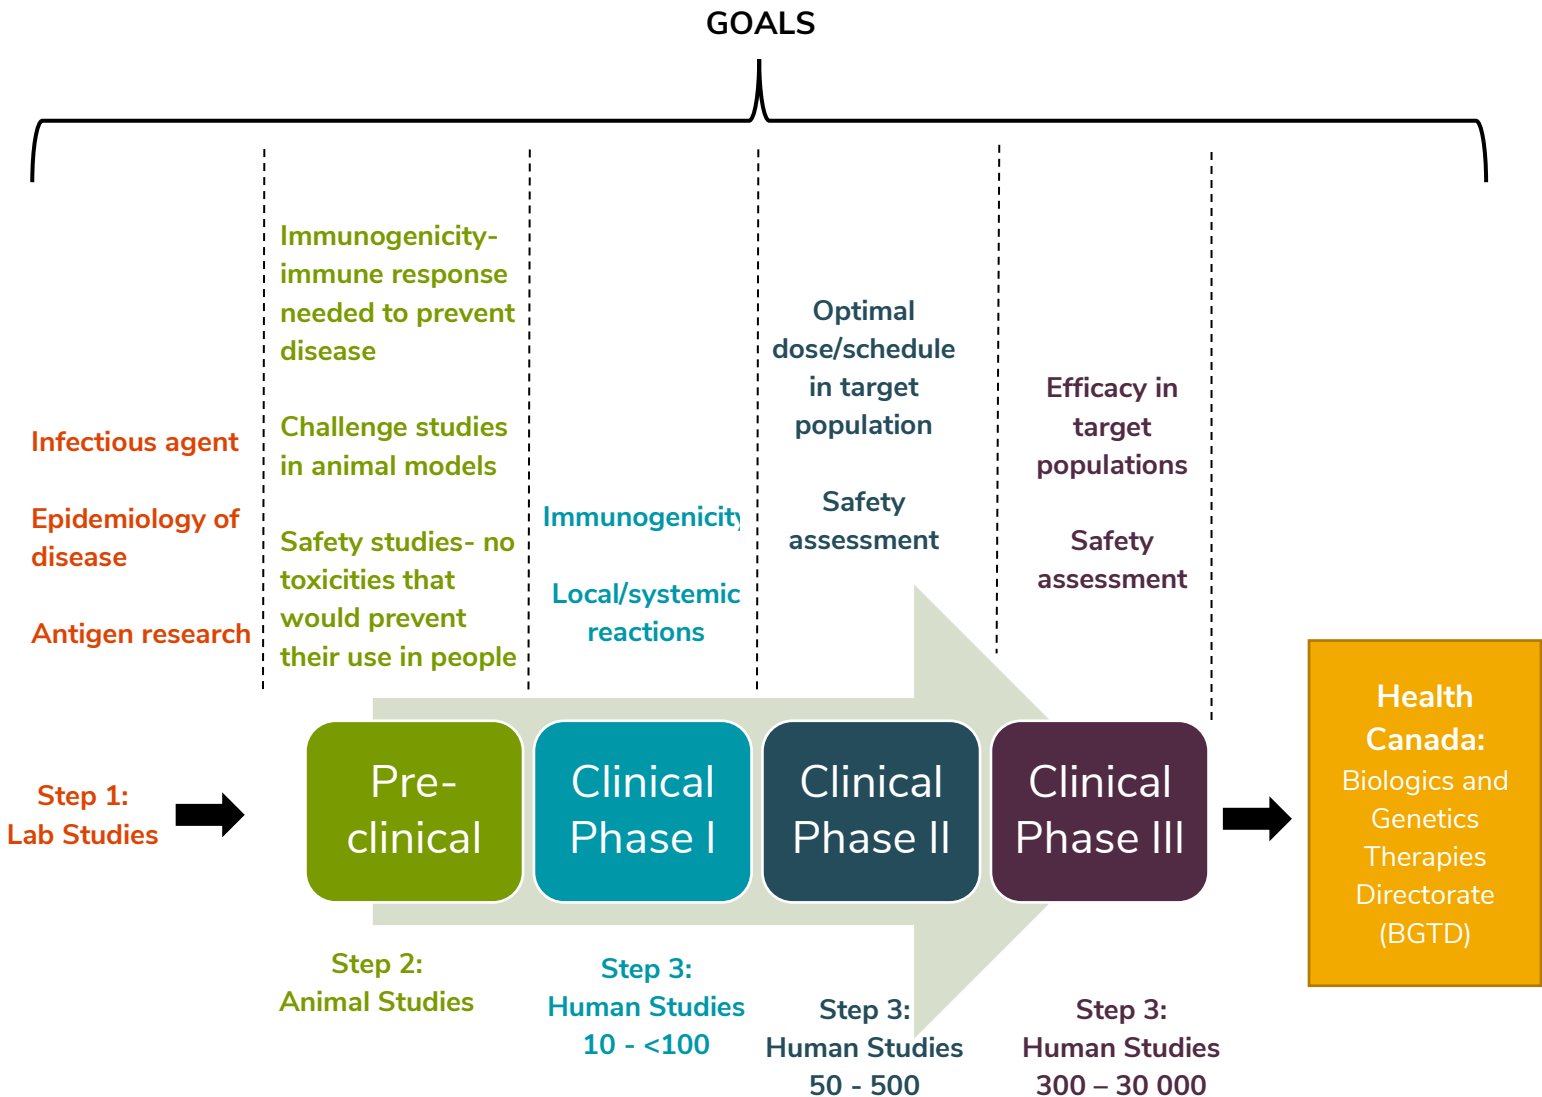 GOALS
Infectious agent
Epidemiology of
disease
Antigen research
Immunogenicity-
immune response
needed to prevent
disease
Challenge studies
in animal models
Safety studies- no
toxicities that
would prevent
their use in people
Immunogenicity
Local/systemic
reactions
Optimal
dose/schedule
in target
population
Safety
assessment
Efficacy in
target
populations
Safety
assessment
Step 1:
Lab Studies
Pre-
clinical
Clinical
Phase I
Clinical
Phase II
Clinical
Phase III
Health
Canada:
Biologics and
Genetics
Therapies
Directorate
(BGTD)
Step 2:
Animal Studies
Step 3:
Human Studies
10 - <100
Step 3:
Human Studies
50 - 500
Step 3:
Human Studies
300 – 30 000